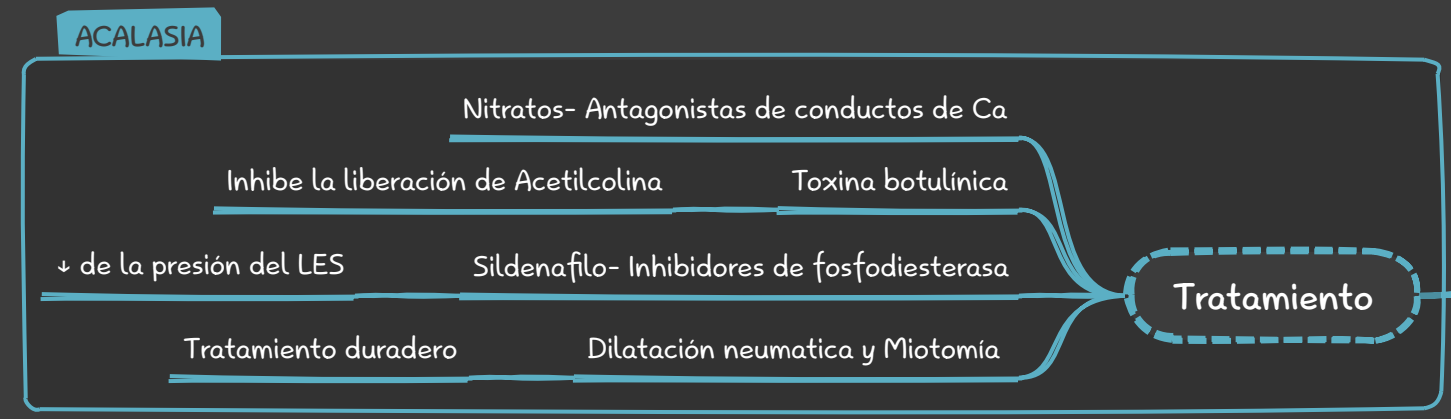 ACALASIA
Nitratos- Antagonistas de conductos de Ca
Inhibe la liberación de Acetilcolina
Toxina botulínica
↓ de la presión del LES
Sildenafilo- Inhibidores de fosfodiesterasa
Tratamiento
Tratamiento duradero
Dilatación neumatica y Miotomía